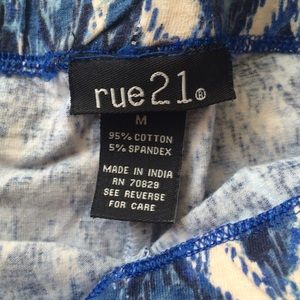 rue21®
M
95% COTTON
5% SPANDEX
MADE IN INDIA
RN 70829
SEE REVERSE
FOR CARE